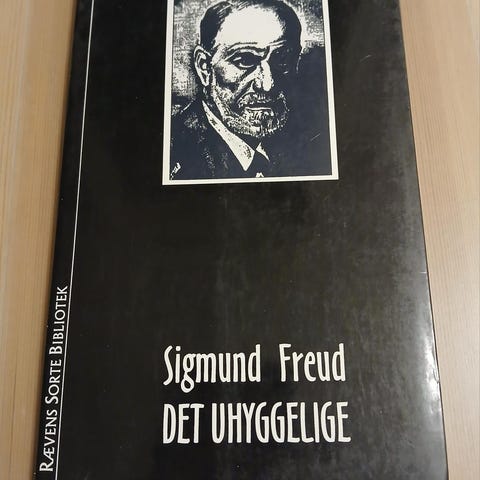 Sigmund Freud
DET UHYGGELIGE
RÆVENS SORTE BIBLIOTEK